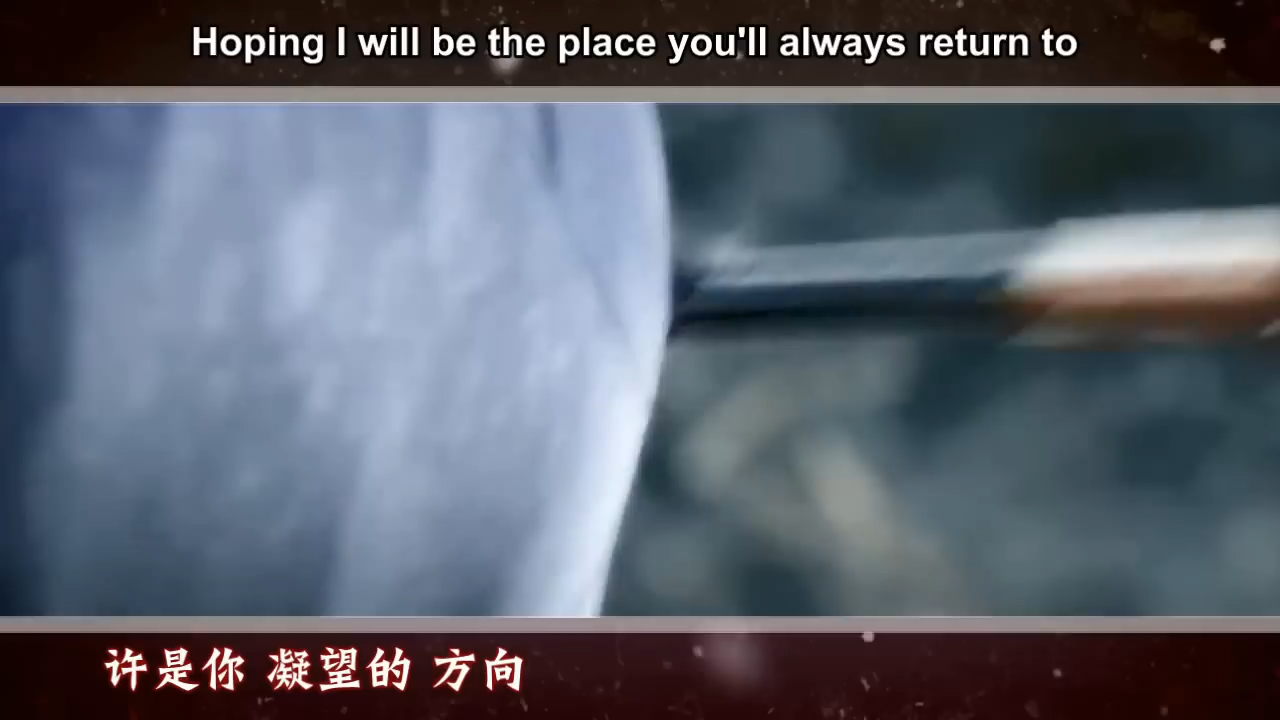 Hoping I will be the place you'll always return to
许是你 凝望的 方向